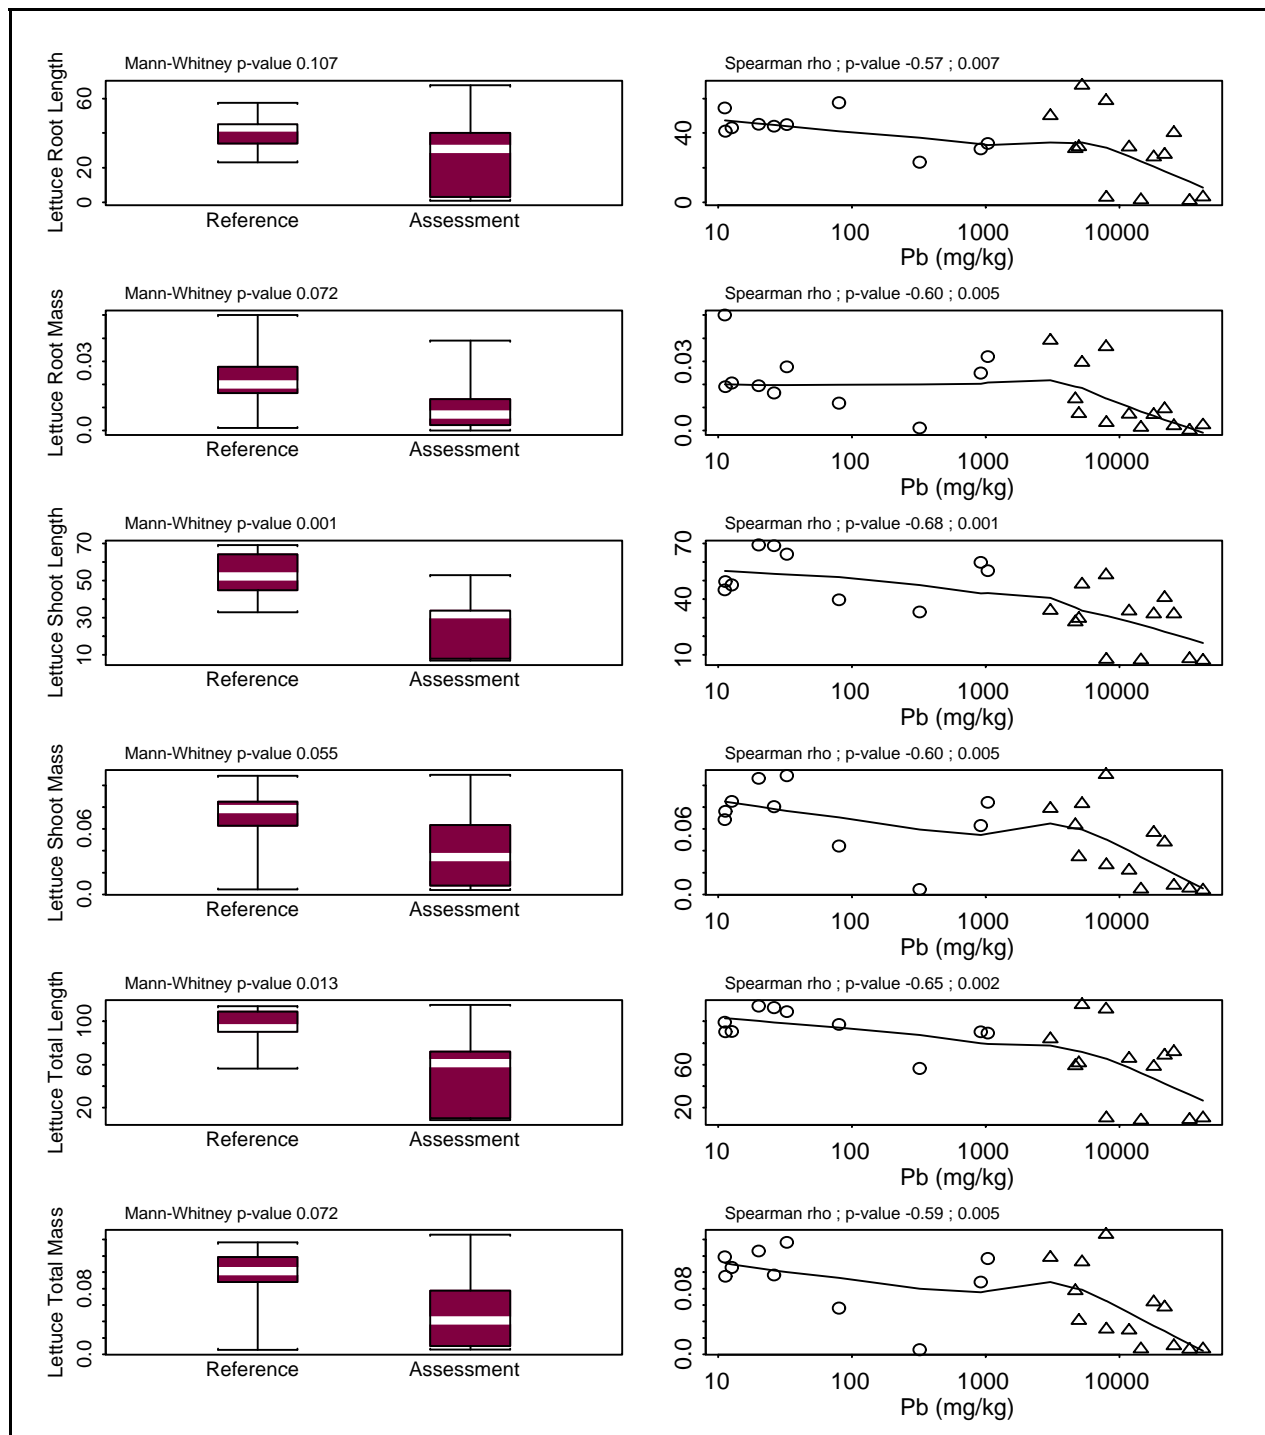 Mann-Whitney p-value 0.107
Lettuce Root Length
60
20
0
Reference Assessment
Spearman rho ; p-value -0.57 ; 0.007
40
0
10 100 1000 10000
Pb (mg/kg)
Mann-Whitney p-value 0.072
Lettuce Root Mass
0.03
0.0
Reference Assessment
Spearman rho ; p-value -0.60 ; 0.005
0.03
0.0
10 100 1000 10000
Pb (mg/kg)
Mann-Whitney p-value 0.001
Lettuce Shoot Length
70
50
30
10
Reference Assessment
Spearman rho ; p-value -0.68 ; 0.001
70
40
10
10 100 1000 10000
Pb (mg/kg)
Mann-Whitney p-value 0.055
Lettuce Shoot Mass
0.06
0.0
Reference Assessment
Spearman rho ; p-value -0.60 ; 0.005
0.06
0.0
10 100 1000 10000
Pb (mg/kg)
Mann-Whitney p-value 0.013
Lettuce Total Length
100
60
20
Reference Assessment
Spearman rho ; p-value -0.65 ; 0.002
60
20
10 100 1000 10000
Pb (mg/kg)
Mann-Whitney p-value 0.072
Lettuce Total Mass
0.08
0.0
Reference Assessment
Spearman rho ; p-value -0.59 ; 0.005
0.08
0.0
10 100 1000 10000
Pb (mg/kg)